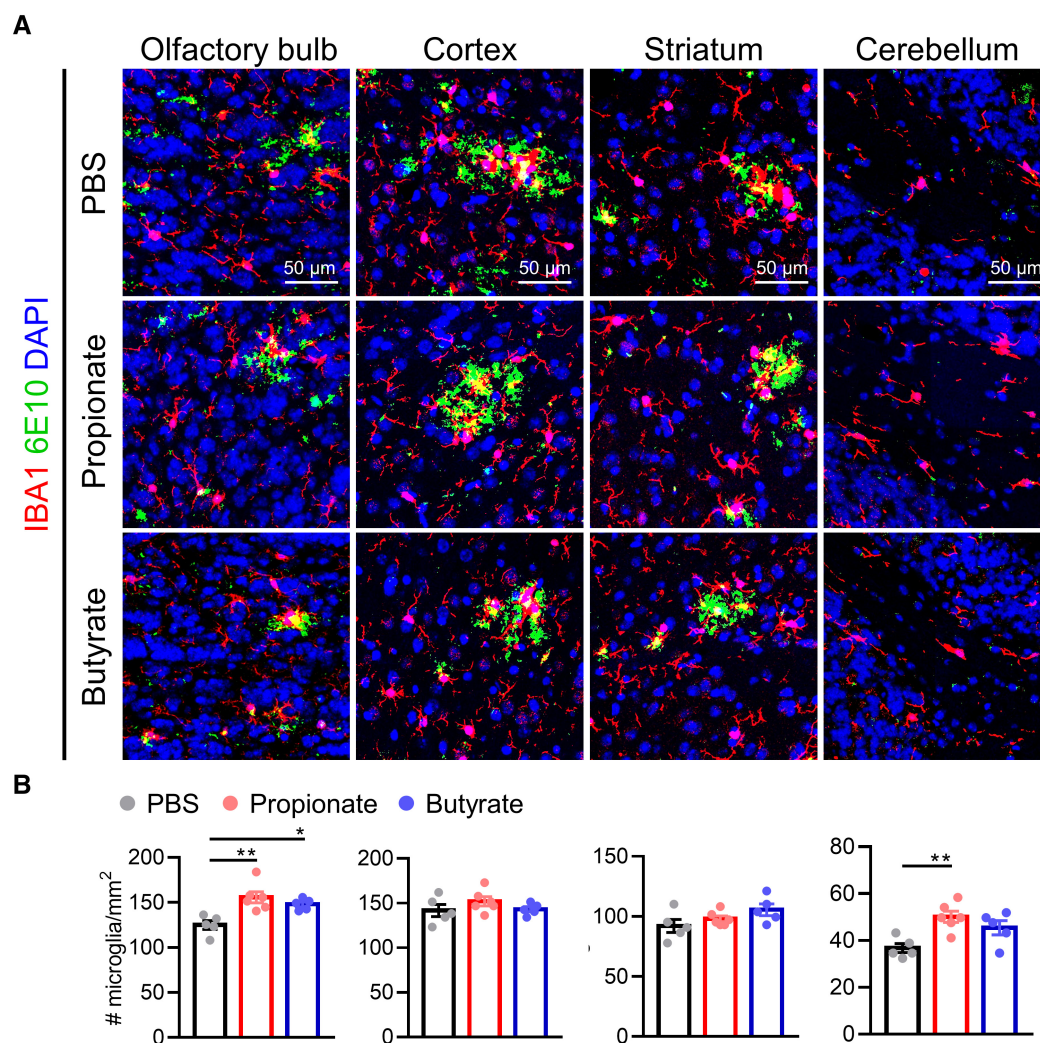 A
Olfactory bulb Cortex Striatum Cerebellum
PBS
50 µm 50 µm 50 µm 50 µm
IBA1 6E10 DAPI
Propionate
Butyrate
B
PBS Propionate Butyrate
# microglia/mm2
200
150
100
50
0
** *
200
150
100
50
0
150
100
50
0
80
60
40
20
0
**